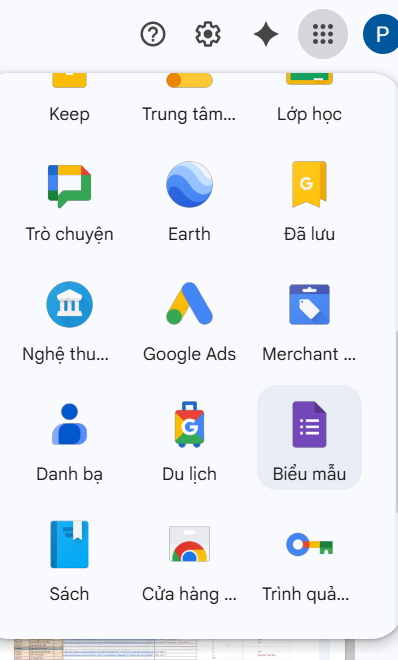 P
Keep
Trung tâm...
Lớp học
Trò chuyện
Earth
Đã lưu
Nghệ thu...
Google Ads
Merchant ...
Danh bạ
Du lịch
Biểu mẫu
Sách
Cửa hàng ...
Trình quả...